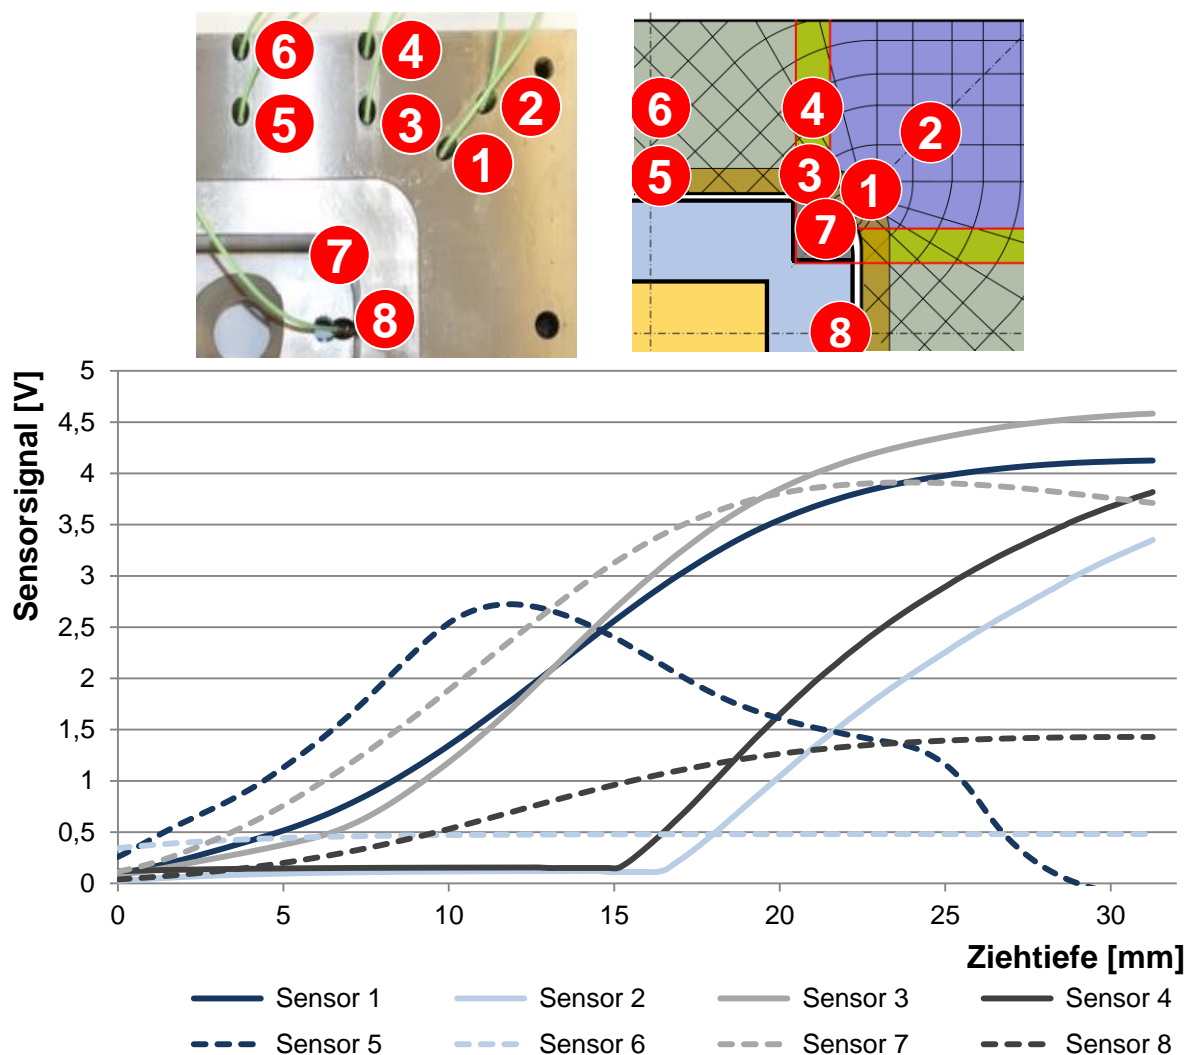 6 4
5 3 2
1
7
8
6 4 2
5 3 1
7
8
Sensorsignal [V]
5
4,5
4
3,5
3
2,5
2
1,5
1
0,5
0
0 5 10 15 20 25 30
Ziehtiefe [mm]
Sensor 1 Sensor 2 Sensor 3 Sensor 4
Sensor 5 Sensor 6 Sensor 7 Sensor 8